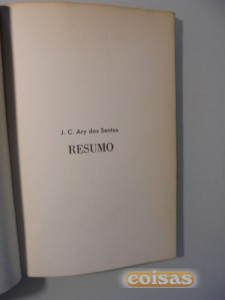 J. C. Ary dos Santos
RESUMO
coisas